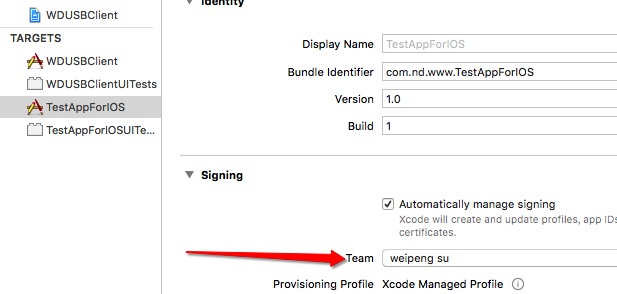 WDUSBClient
TARGETS
WDUSBClient
WDUSBClientUITests
TestAppForIOS
TestAppForIOSUITe...
Identity
Display Name TestAppForIOS
Bundle Identifier com.nd.www.TestAppForIOS
Version 1.0
Build 1
Signing
Automatically manage signing
Xcode will create and update profiles, app IDs
certificates.
Team weipeng su
Provisioning Profile Xcode Managed Profile